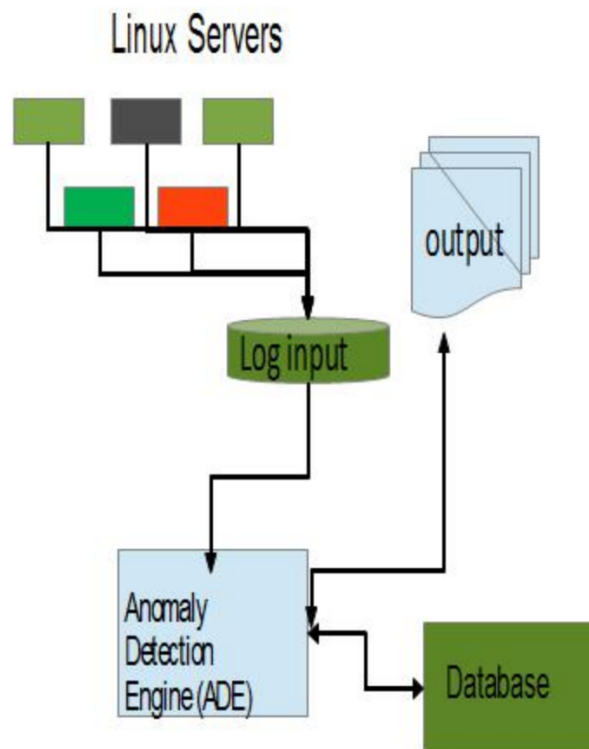 Linux Servers
output
Log input
Anomaly
Detection
Engine (ADE)
Database